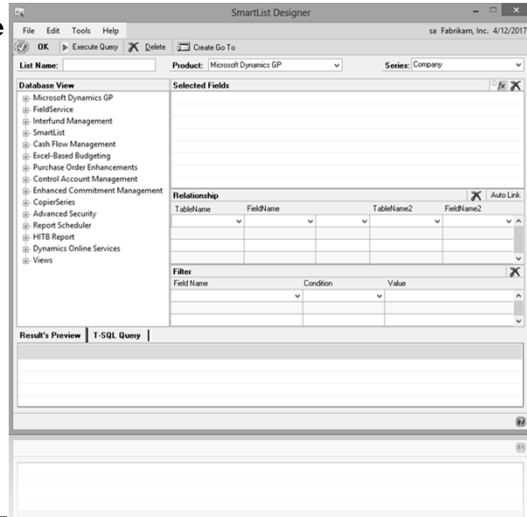 e
SmartList Designer
File Edit Tools Help
sa Fabrikam, Inc. 4/12/2017
OK Execute Query Delete Create Go To
List Name: Product: Microsoft Dynamics GP Series: Company
Database View
Microsoft Dynamics GP
FieldService
Interfund Management
SmartList
Cash Flow Management
Excel-Based Budgeting
Purchase Order Enhancements
Control Account Management
Enhanced Commitment Management
CopierSeries
Advanced Security
Report Scheduler
HITB Report
Dynamics Online Services
Views
Selected Fields
fx
Relationship Auto Link
TableName FieldName TableName2 FieldName2
Filter
Field Name Condition Value
Result's Preview T-SQL Query